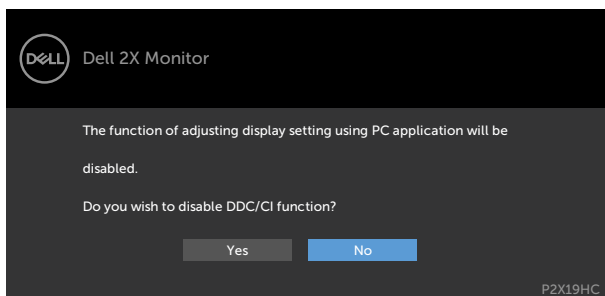 DELL
Dell 2X Monitor
The function of adjusting display setting using PC application will be
disabled.
Do you wish to disable DDC/CI function?
Yes No
P2X19HC